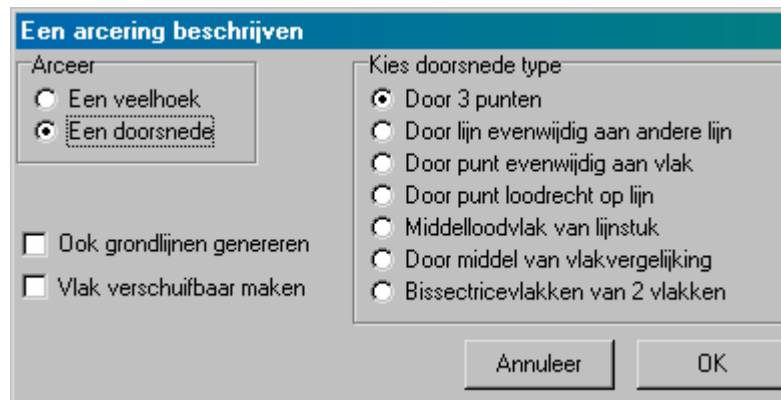 Een arcering beschrijven
Arceer
Een veelhoek
Een doorsnede
Ook grondlijnen genereren
Vlak verschuifbaar maken
Kies doorsnede type
Door 3 punten
Door lijn evenwijdig aan andere lijn
Door punt evenwijdig aan vlak
Door punt loodrecht op lijn
Middelloodvlak van lijnstuk
Door middel van vlakvergelijking
Bissectricevlakken van 2 vlakken
Annuleer
OK